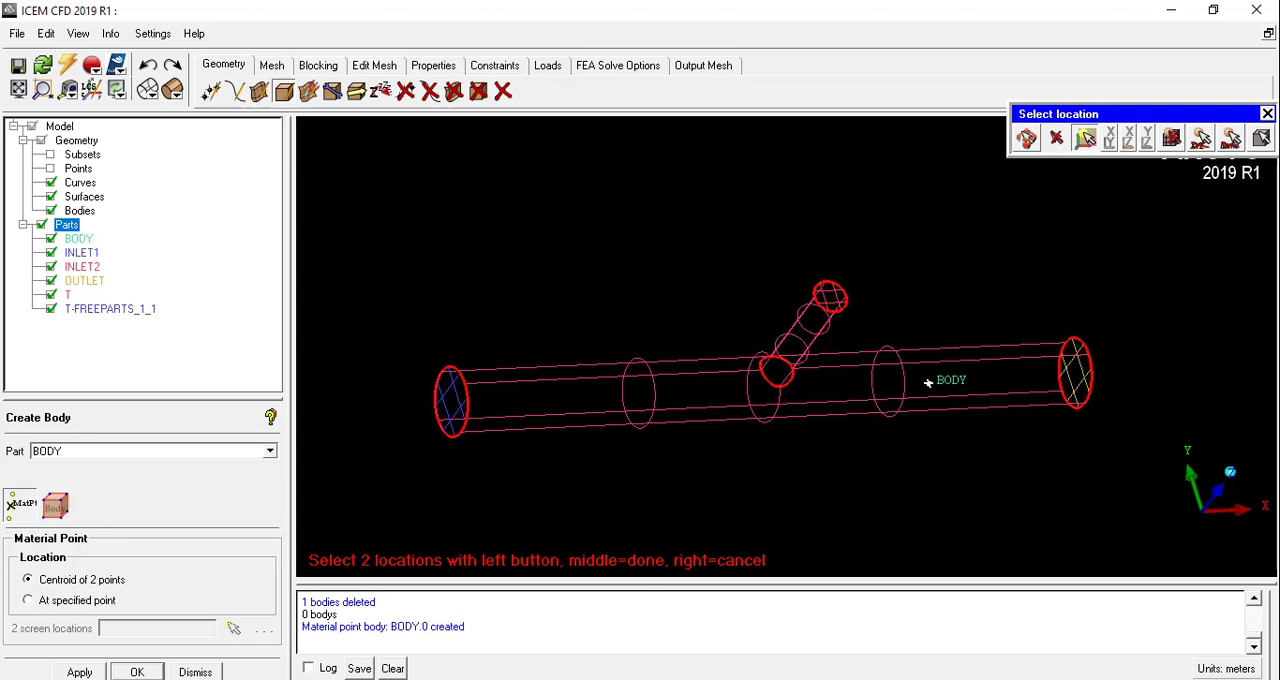 ICEM CFD 2019 R1 :
File Edit View Info Settings Help
Geometry Mesh Blocking Edit Mesh Properties Constraints Loads FEA Solve Options Output Mesh
Select location
2019 R1
Model
Geometry
Subsets
Points
Curves
Surfaces
Bodies
Parts
BODY
INLET1
INLET2
OUTLET
T
T-FREEPARTS_1_1
Create Body
Part BODY
Material Point
Location
Centroid of 2 points
At specified point
2 screen locations
Apply OK Dismiss
BODY
Y
X
Select 2 locations with left button, middle=done, right=cancel
1 bodies deleted
0 bodys
Material point body: BODY.0 created
Log Save Clear
Units: meters